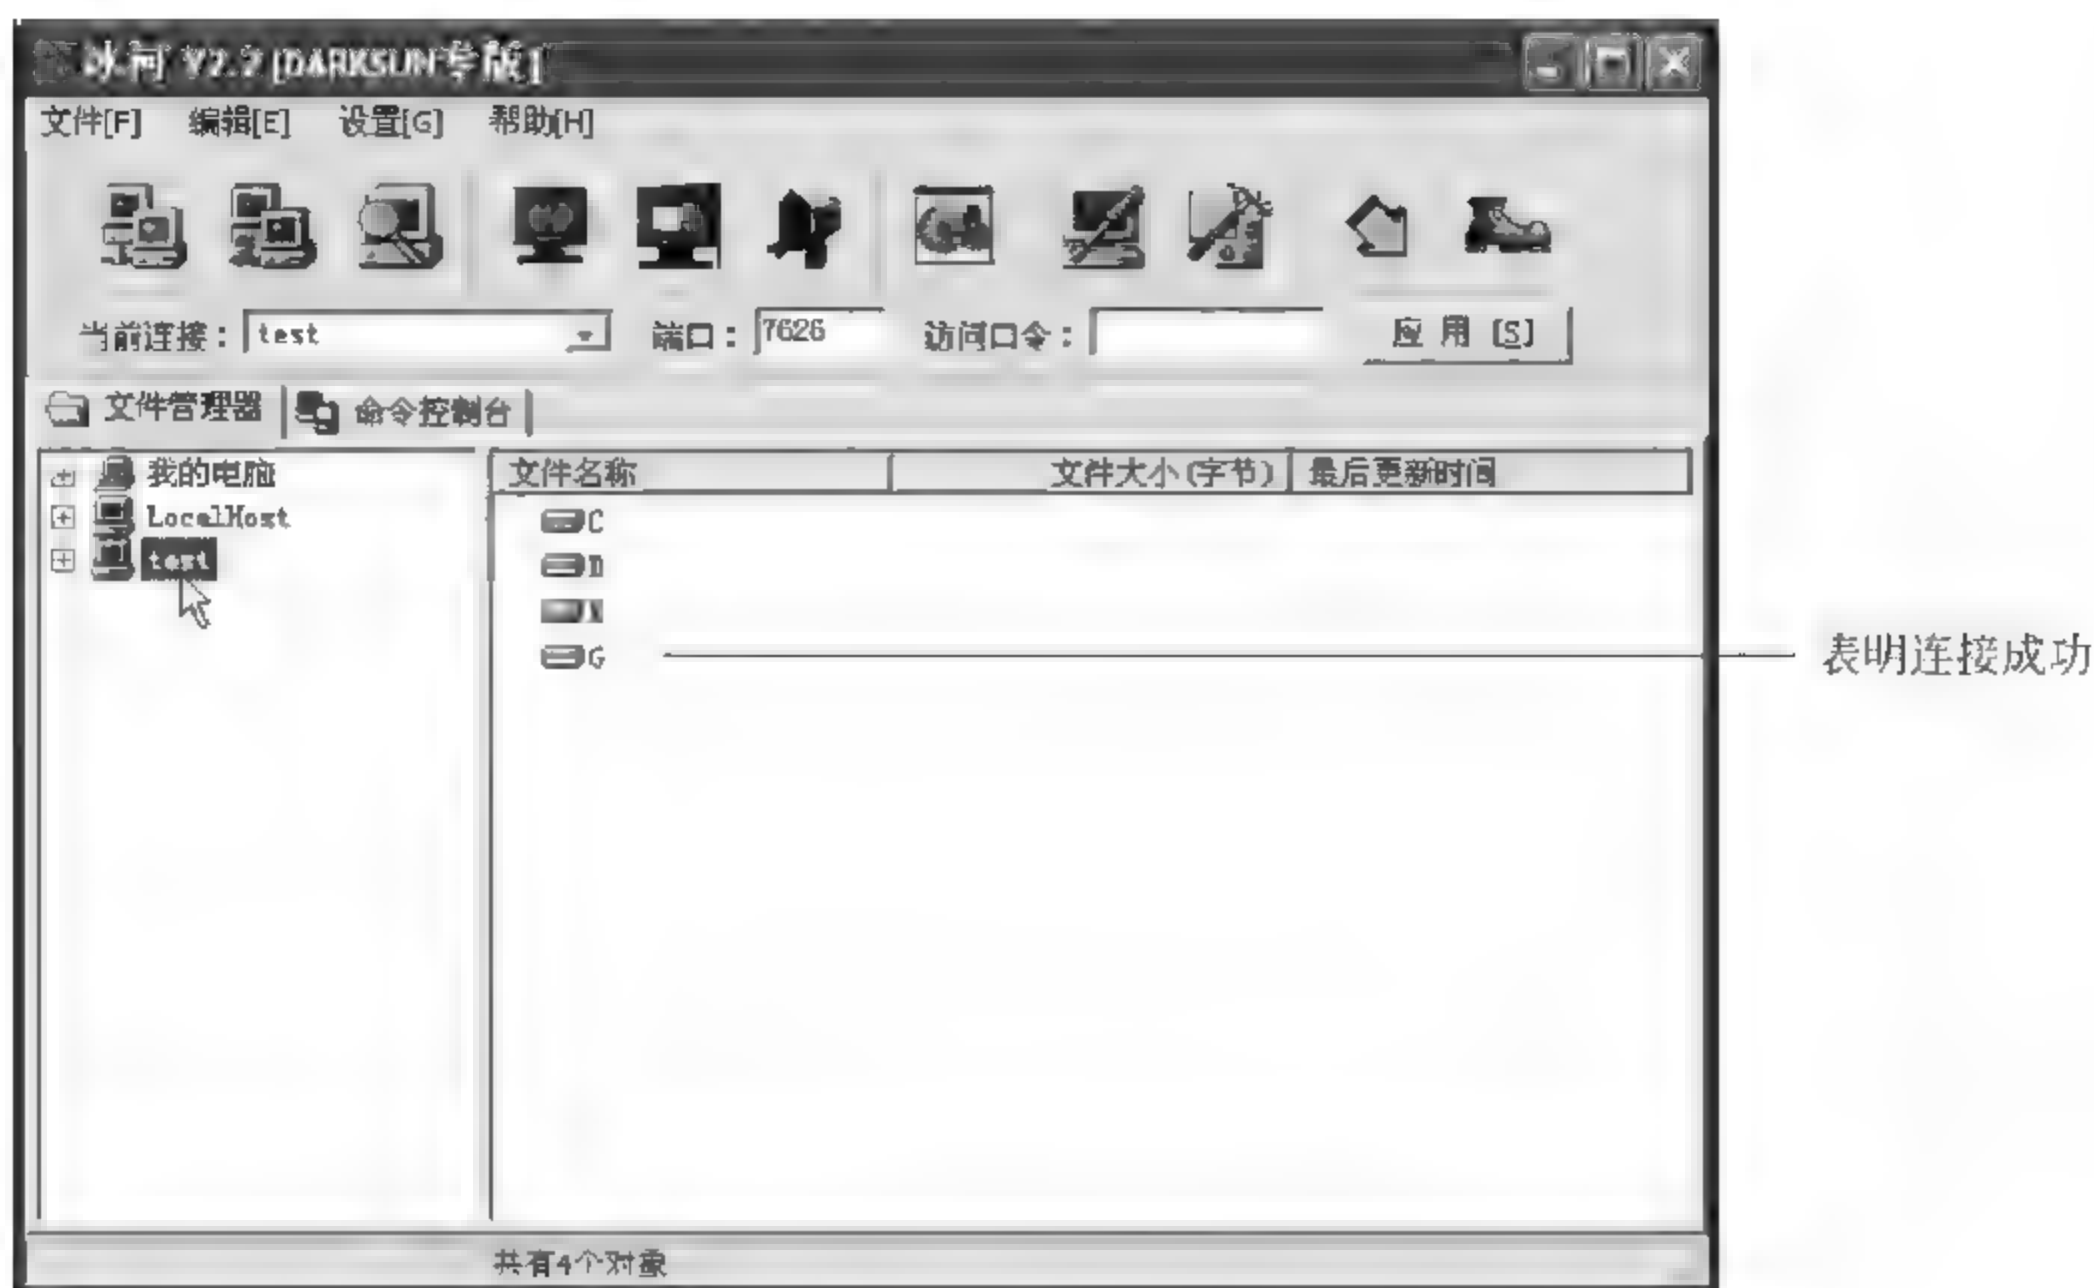 冰河 V2.2 [DARKSUN专版]
文件[F] 编辑[E] 设置[G] 帮助[H]
当前连接： test 端口： 7626 访问口令： 应 用 [S]
文件管理器 命令控制台
我的电脑 文件名称 文件大小(字节) 最后更新时间
LocalHost C
test D
G 表明连接成功
共有4个对象